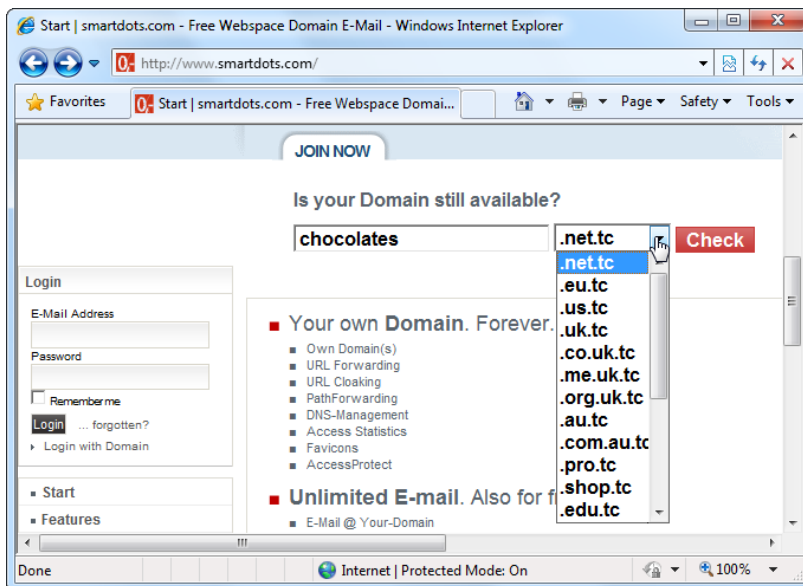 Start | smartdots.com - Free Webspace Domain E-Mail - Windows Internet Explorer
http://www.smartdots.com/
Favorites
Start | smartdots.com - Free Webspace Domai...
Page
Safety
Tools
JOIN NOW
Is your Domain still available?
chocolates
.net.tc
Check
.net.tc
.eu.tc
.us.tc
.uk.tc
.co.uk.tc
.me.uk.tc
.org.uk.tc
.au.tc
.com.au.tc
.pro.tc
.shop.tc
.edu.tc
Login
E-Mail Address
Password
Remember me
Login ... forgotten?
Login with Domain
Start
Features
Your own Domain. Forever.
Own Domain(s)
URL Forwarding
URL Cloaking
PathForwarding
DNS-Management
Access Statistics
Favicons
AccessProtect
Unlimited E-mail. Also for f
E-Mail @ Your-Domain
Done
Internet | Protected Mode: On
100%